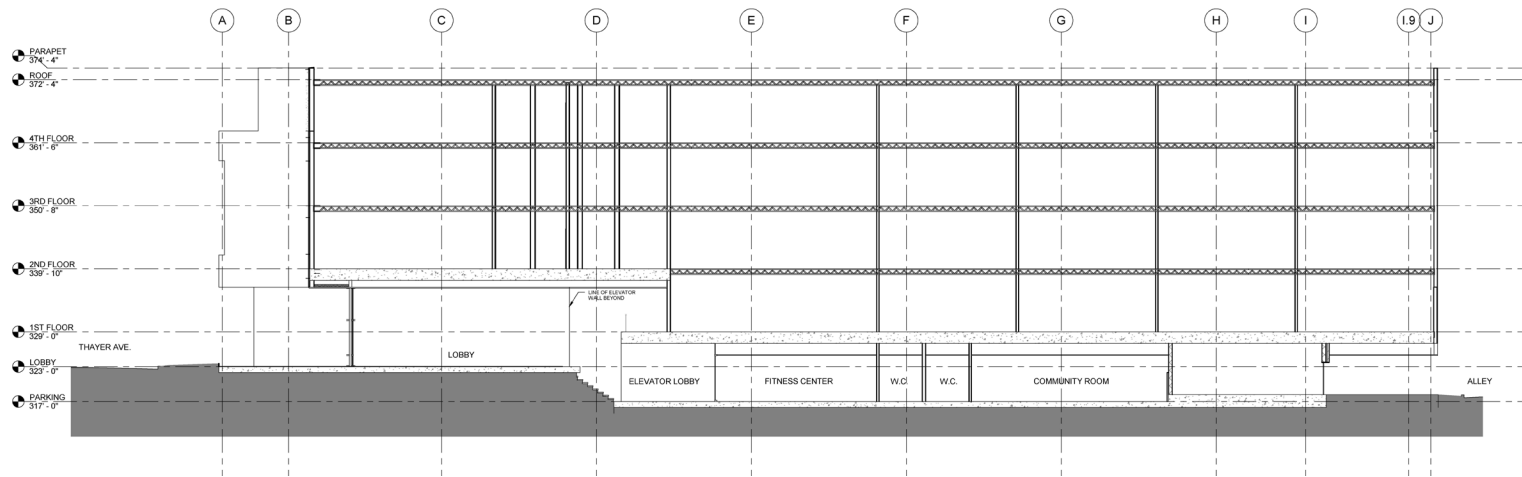 A
B
C
D
E
F
G
H
I
I.9
J
PARAPET
374' - 4"
ROOF
372' - 4"
4TH FLOOR
361' - 6"
3RD FLOOR
350' - 8"
2ND FLOOR
339' - 10"
LINE OF ELEVATOR
WALL BEYOND
1ST FLOOR
329' - 0"
THAYER AVE.
LOBBY
LOBBY
323' - 0"
ELEVATOR LOBBY
FITNESS CENTER
W.C.
W.C.
COMMUNITY ROOM
ALLEY
PARKING
317' - 0"